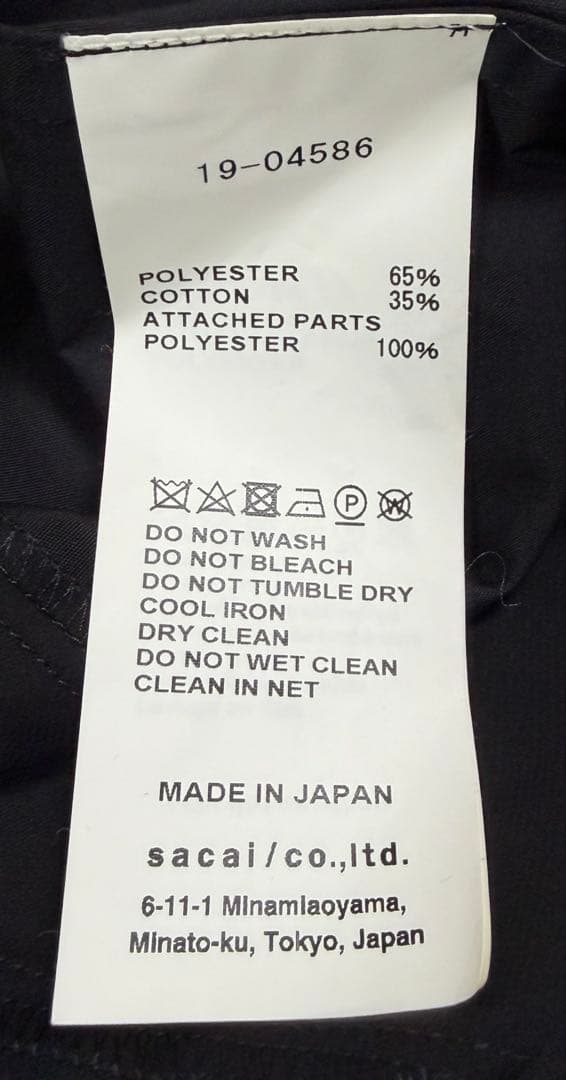 19-04586
POLYESTER 65%
COTTON 35%
ATTACHED PARTS
POLYESTER 100%
P W
DO NOT WASH
DO NOT BLEACH
DO NOT TUMBLE DRY
COOL IRON
DRY CLEAN
DO NOT WET CLEAN
CLEAN IN NET
MADE IN JAPAN
sacai/co.,ltd.
6-11-1 Minamiaoyama,
Minato-ku, Tokyo, Japan